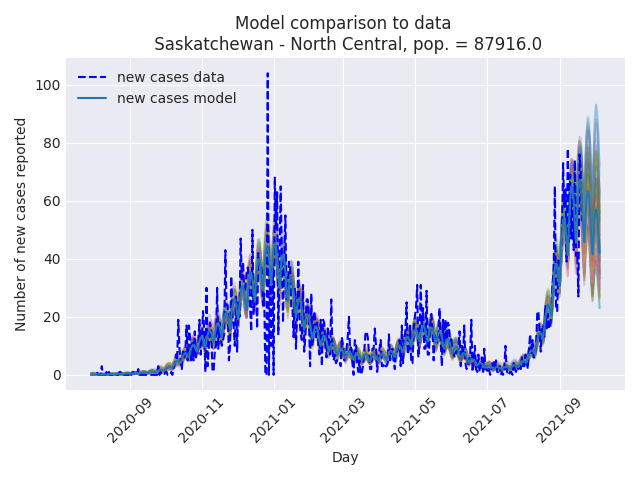 Model comparison to data
Saskatchewan - North Central, pop. = 87916.0
new cases data
new cases model
Number of new cases reported
100
80
60
40
20
0
2020-09
2020-11
2021-01
2021-03
2021-05
2021-07
2021-09
Day